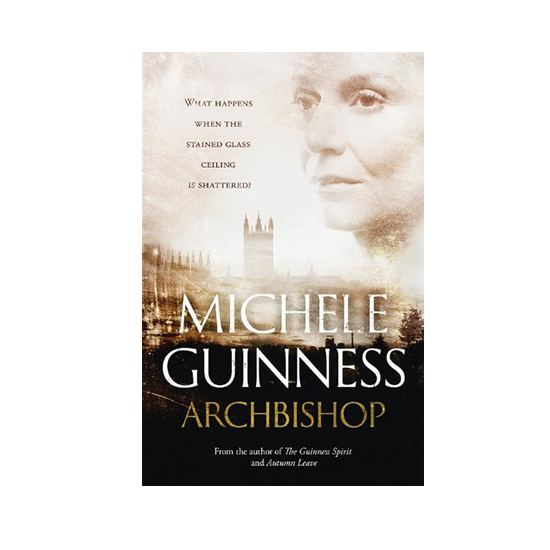 WHAT HAPPENS
WHEN THE
STAINED GLASS
CEILING
IS SHATTERED?
MICHELE
GUINNESS
ARCHBISHOP
From the author of The Guinness Spirit
and Autumn Leave